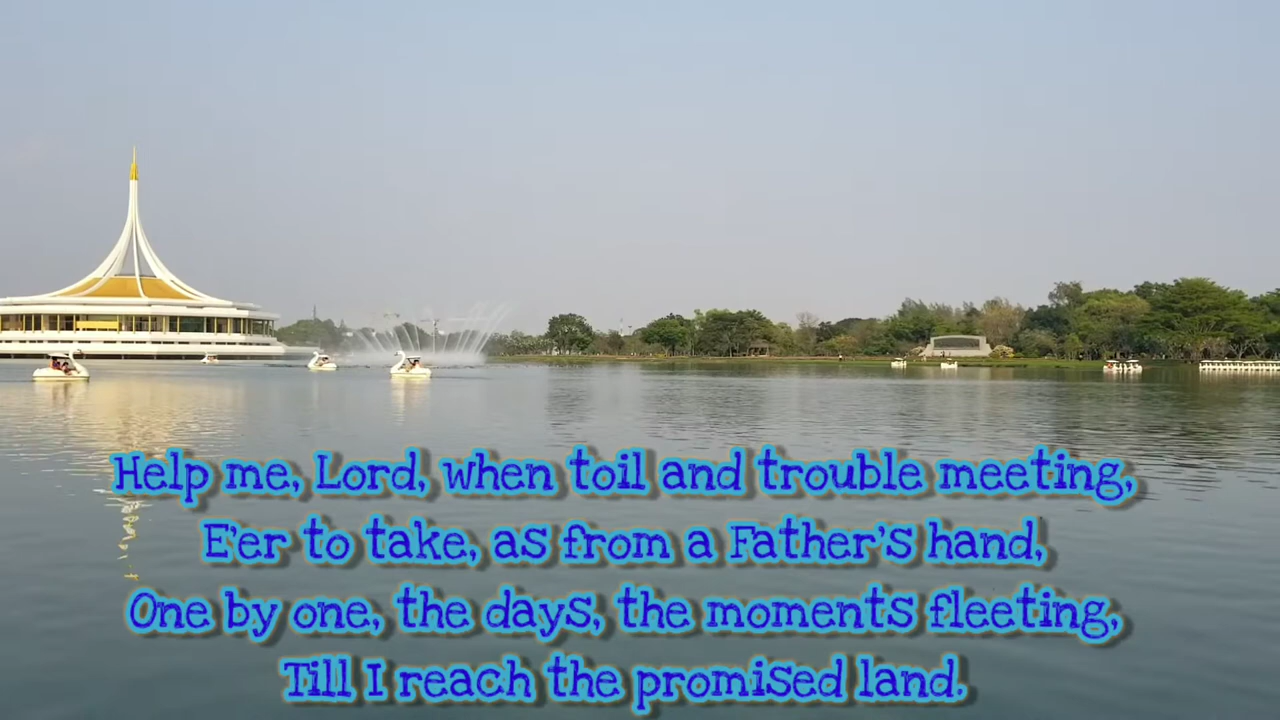 Help me, Lord, when toil and trouble meeting,
E'er to take, as from a Father's hand,
One by one, the days, the moments fleeting,
Till I reach the promised land.